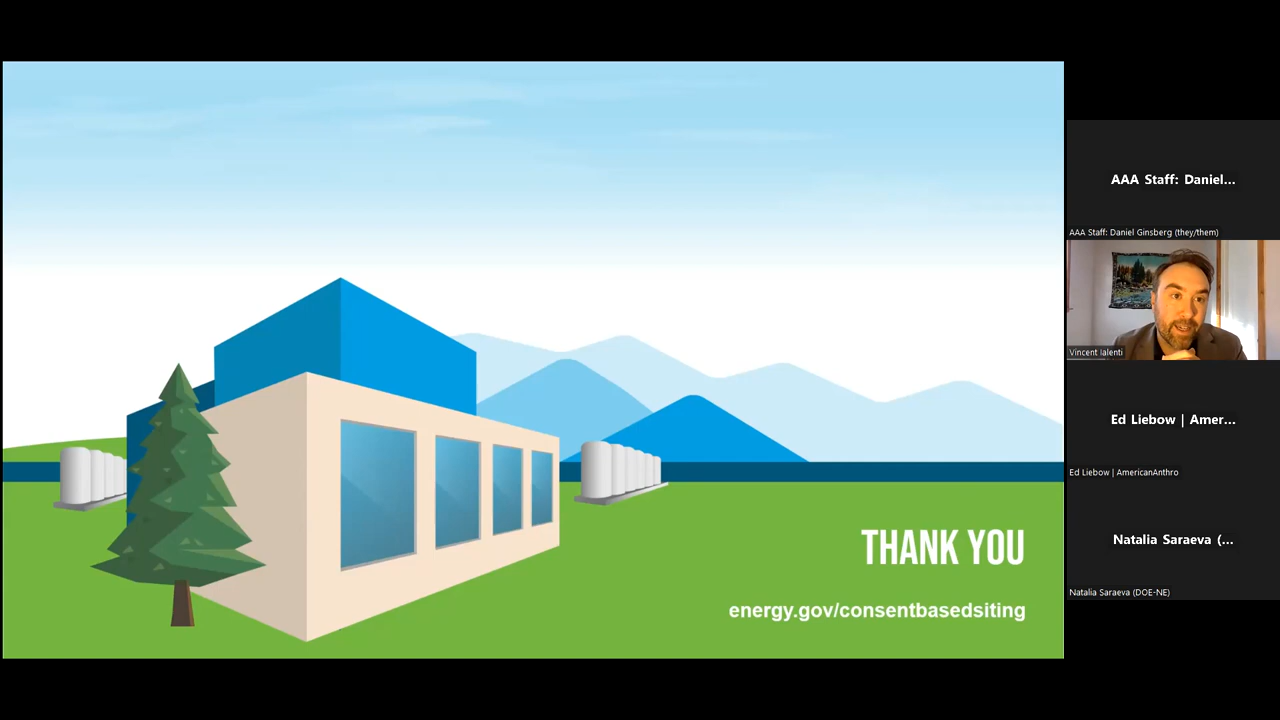 THANK YOU
energy.gov/consentbasedsiting
AAA Staff: Daniel...
AAA Staff: Daniel Ginsberg (they/them)
Vincent Ialenti
Ed Liebow | Amer...
Ed Liebow | AmericanAnthro
Natalia Saraeva (...
Natalia Saraeva (DOE-NE)